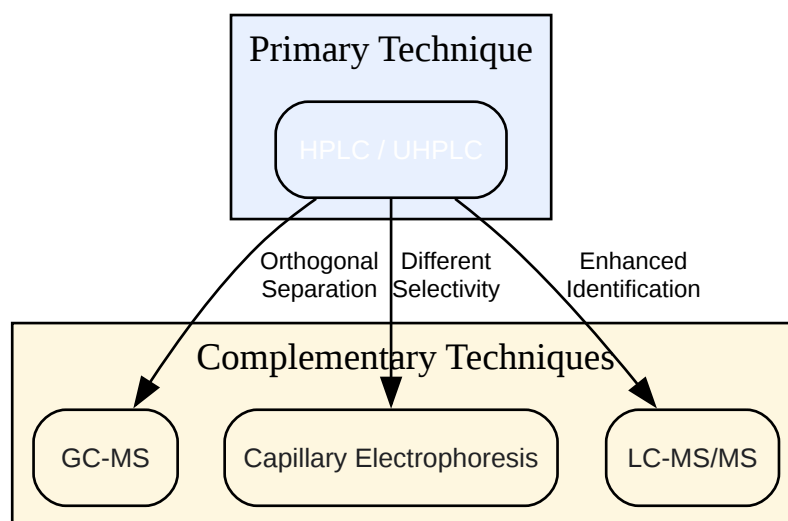 Primary Technique
HPLC / UHPLC
Orthogonal
Separation
Different
Selectivity
Enhanced
Identification
Complementary Techniques
GC-MS
Capillary Electrophoresis
LC-MS/MS